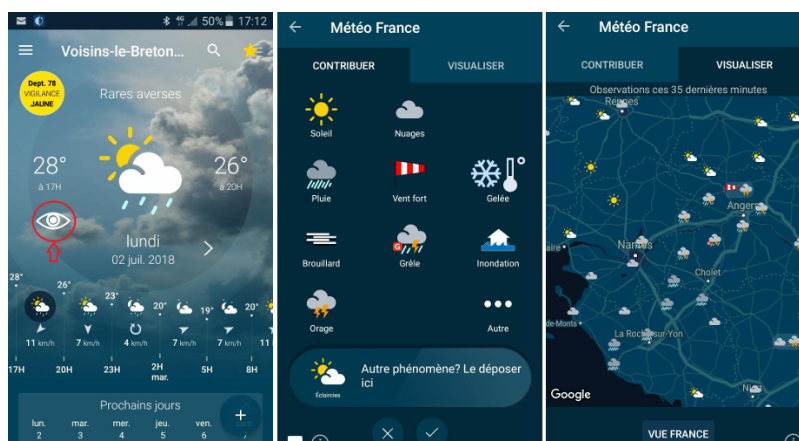 50% 17:12
Voisins-le-Breton...
Dept. 78
VIGILANCE
JAUNE
Rares averses
28°
à 17H
26°
à 20H
lundi
02 juil. 2018
28°
26°
23°
20°
19°
20°
11 km/h
7 km/h
4 km/h
7 km/h
7 km/h
11
17H
20H
23H
2H
mar.
5H
8H
Prochains jours
lun.
mar.
mer.
jeu.
ven.
2
3
4
5
6
7
+
Météo France
CONTRIBUER
VISUALISER
Soleil
Nuages
Pluie
Vent fort
Gelée
Brouillard
Grêle
Inondation
Orage
Autre
Autre phénomène? Le déposer
ici
Éclaircies
Météo France
CONTRIBUER
VISUALISER
Observations ces 35 dernières minutes
Rennes
Angers
Nantes
aire
Cholet
de-Monts
La Roche-sur-Yon
Niort
Google
VUE FRANCE